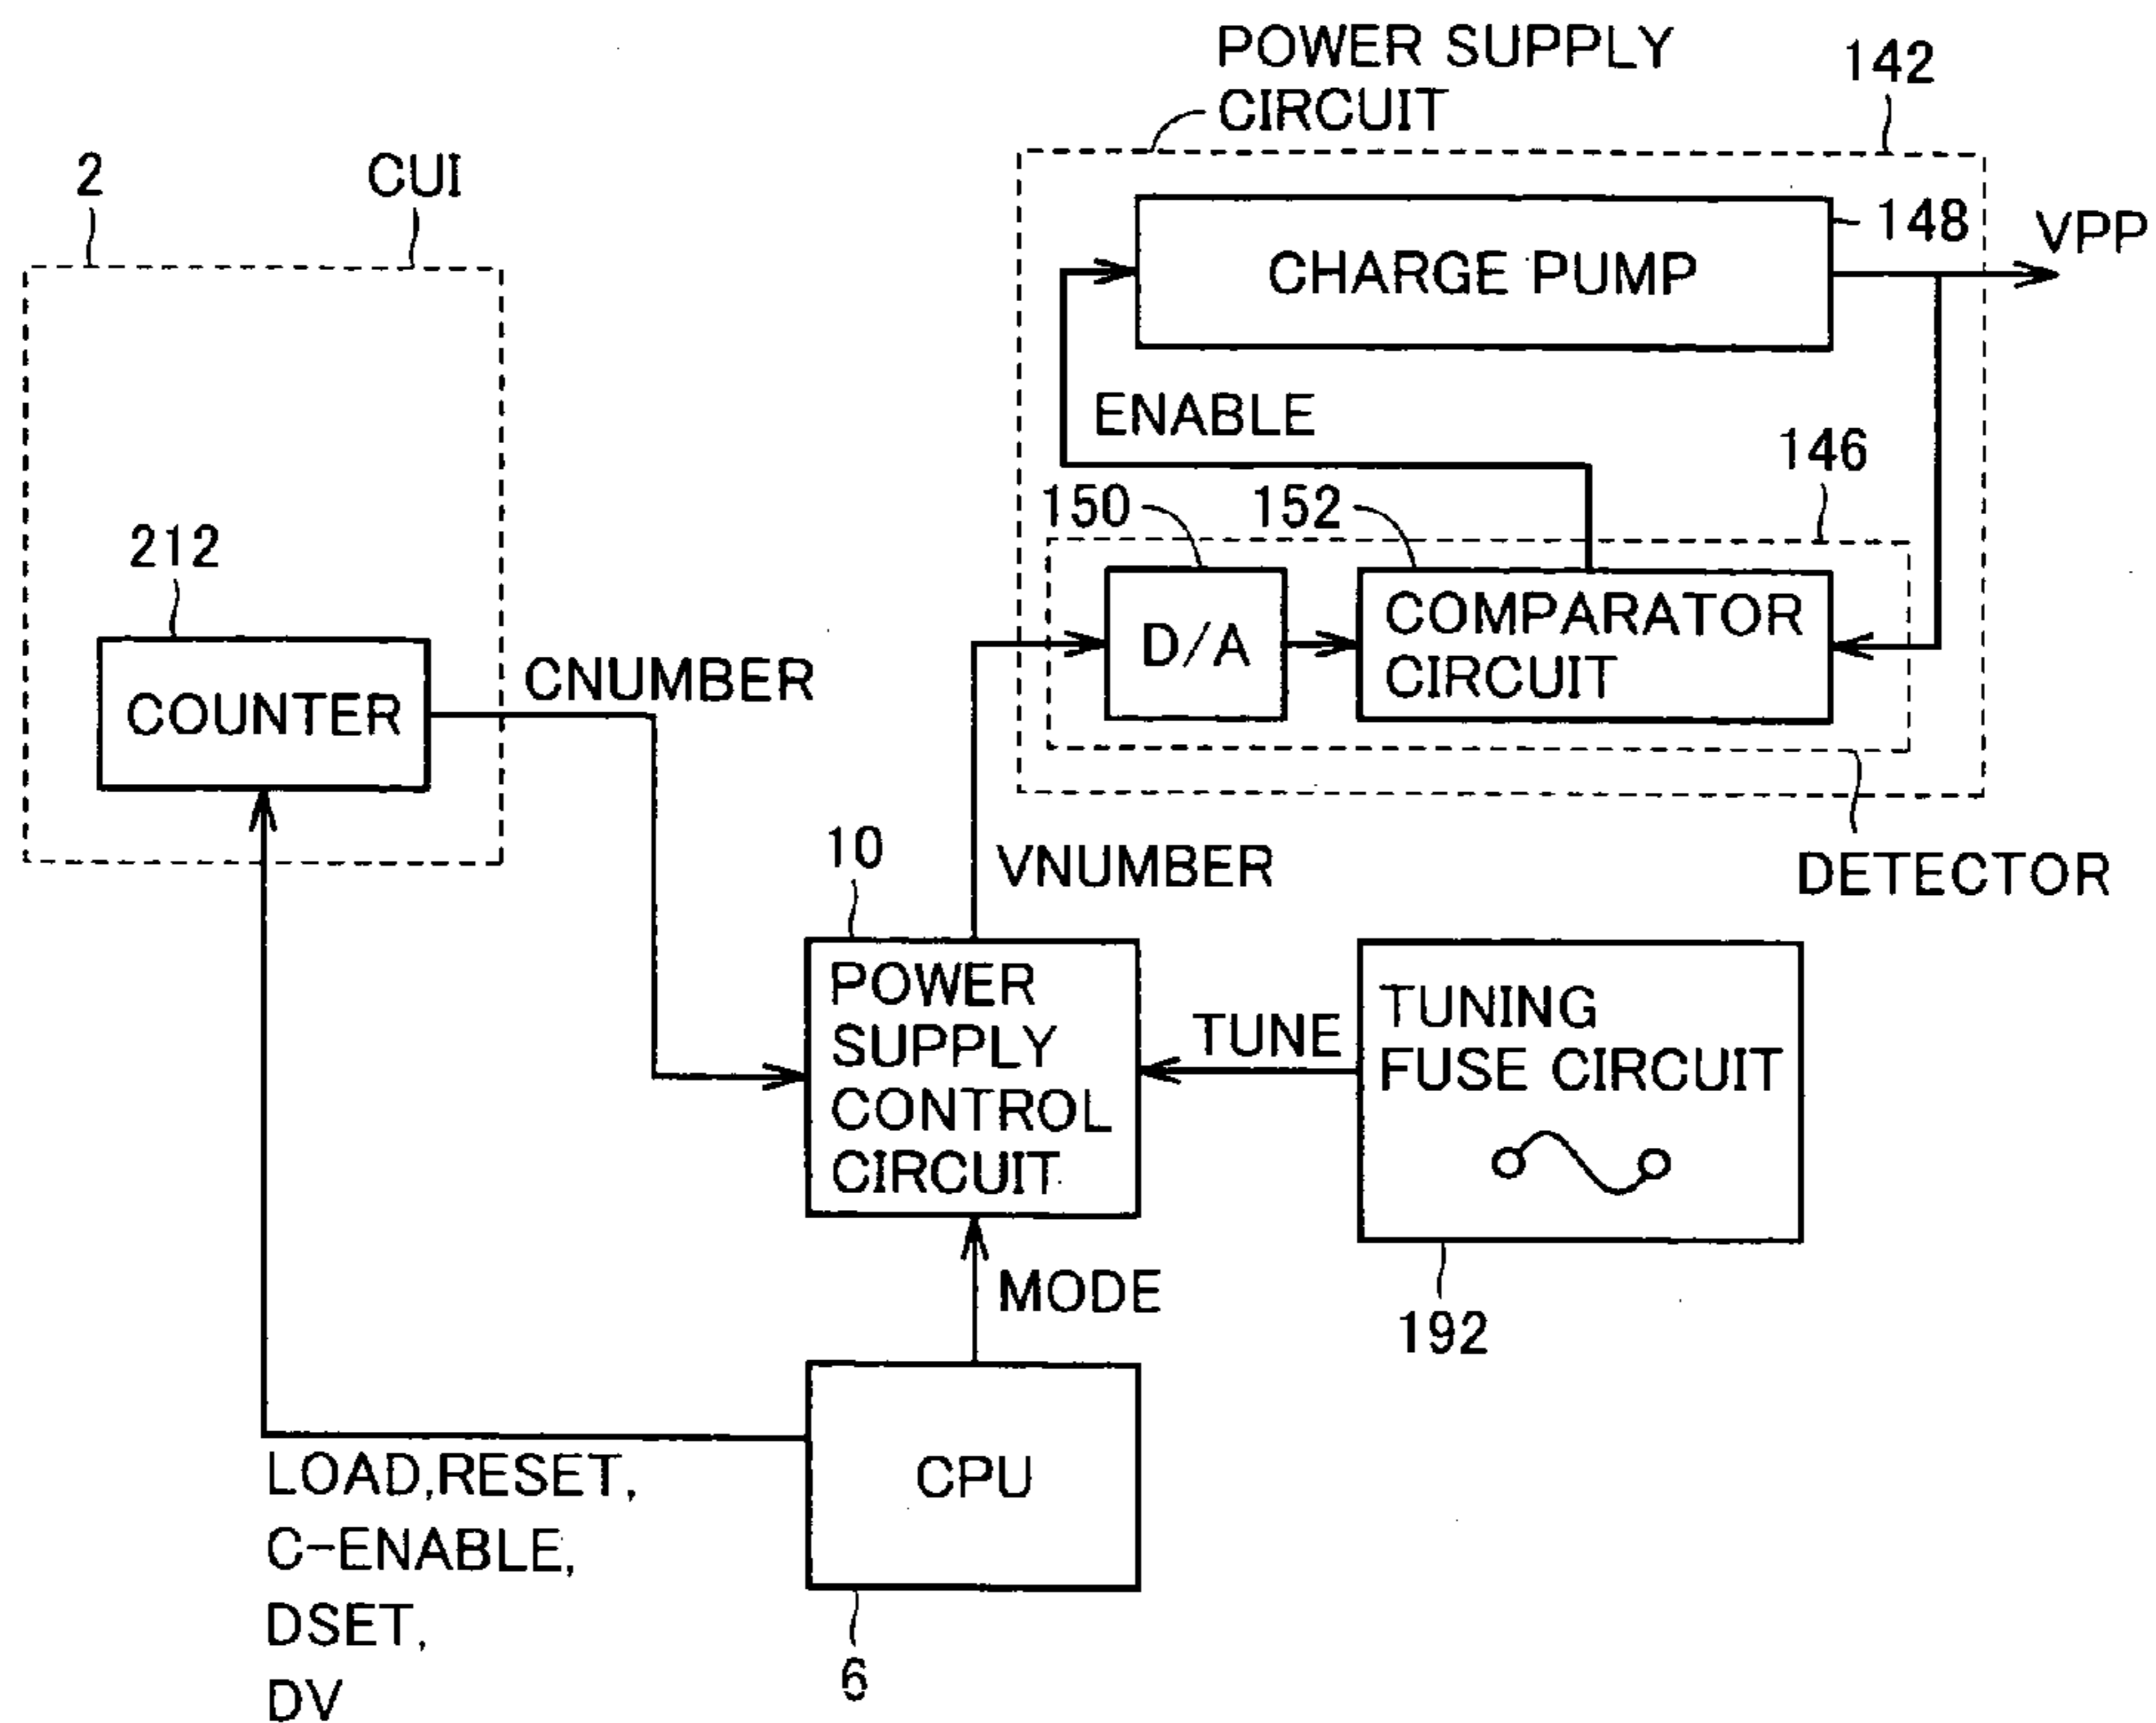 POWER SUPPLY
CIRCUIT
142
2
CUI
148
VPP
CHARGE PUMP
ENABLE
146
150
152
212
D/A
COMPARATOR
CIRCUIT
COUNTER
CNUMBER
10
VNUMBER
DETECTOR
POWER
SUPPLY
CONTROL
CIRCUIT
TUNE
TUNING
FUSE CIRCUIT
MODE
192
CPU
LOAD,RESET,
C-ENABLE,
DSET,
DV
6